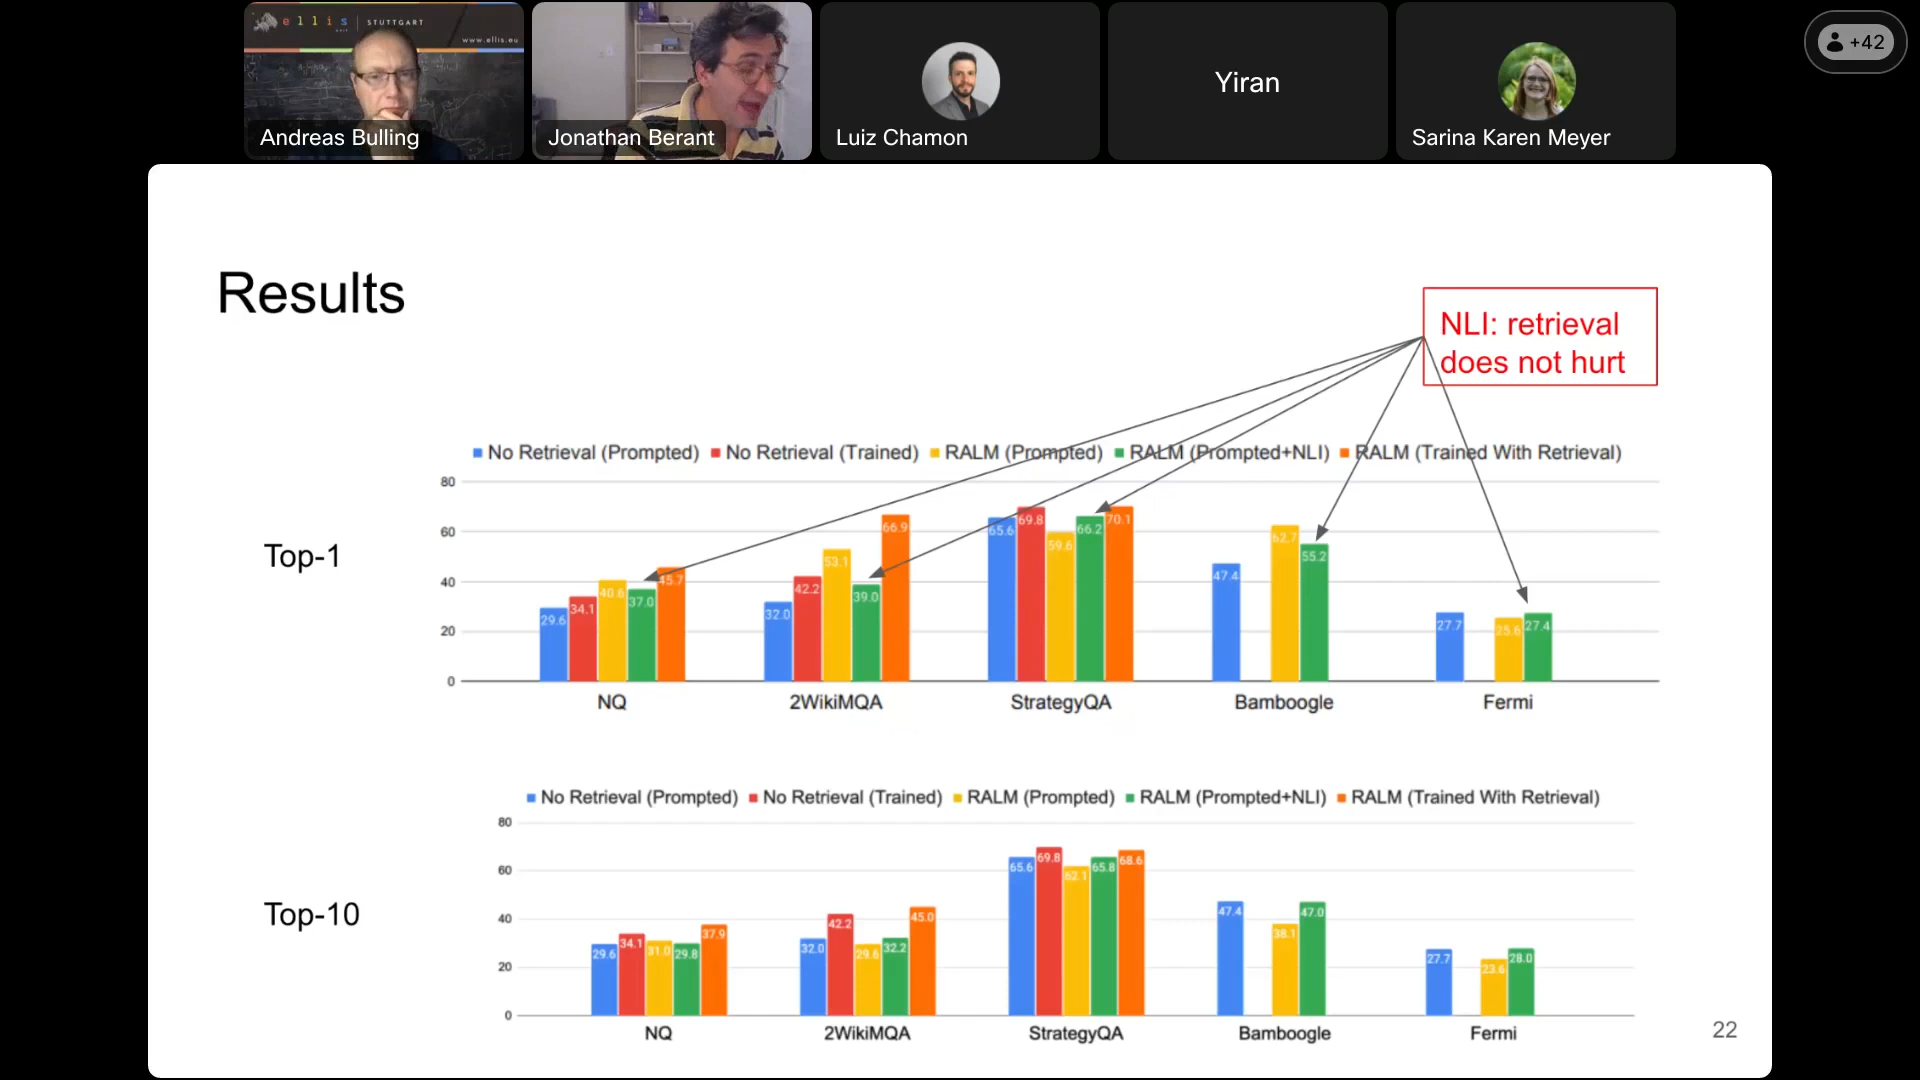 ellis
unit
STUTTGART
www.ellis.eu
Andreas Bulling
Jonathan Berant
Luiz Chamon
Yiran
Sarina Karen Meyer
+42
Results
NLI: retrieval
does not hurt
Top-1
No Retrieval (Prompted) No Retrieval (Trained) RALM (Prompted) RALM (Prompted+NLI) RALM (Trained With Retrieval)
80
60
40
20
0
29.6 34.1 40.6 37.0 45.7
32.0 42.2 53.1 39.0 66.9
65.6 69.8 59.6 66.2 70.1
47.4 62.7 55.2
27.7 25.6 27.4
NQ 2WikiMQA StrategyQA Bamboogle Fermi
Top-10
No Retrieval (Prompted) No Retrieval (Trained) RALM (Prompted) RALM (Prompted+NLI) RALM (Trained With Retrieval)
80
60
40
20
0
29.6 34.1 31.0 29.8 37.9
32.0 42.2 29.6 32.2 45.0
65.6 69.8 62.1 65.8 68.6
47.4 38.1 47.0
27.7 23.6 28.0
NQ 2WikiMQA StrategyQA Bamboogle Fermi
22